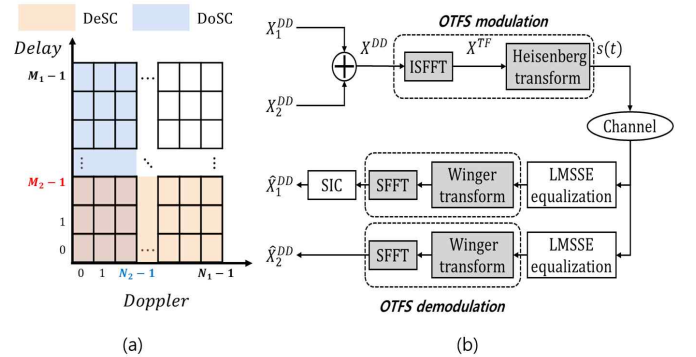 DeSC DoSC
Delay
M₁ − 1
...
⋮ ⋱ ⋮
M₂ − 1
1
0
...
0 1 N₂ − 1 N₁ − 1
Doppler
(a)
X₁ᴰᴰ
X₂ᴰᴰ
+
Xᴰᴰ
OTFS modulation
ISFFT
Xᵀᶠ
Heisenberg
transform
s(t)
Channel
X̂₁ᴰᴰ
SIC
SFFT
Winger
transform
LMSSE
equalization
X̂₂ᴰᴰ
SFFT
Winger
transform
LMSSE
equalization
OTFS demodulation
(b)